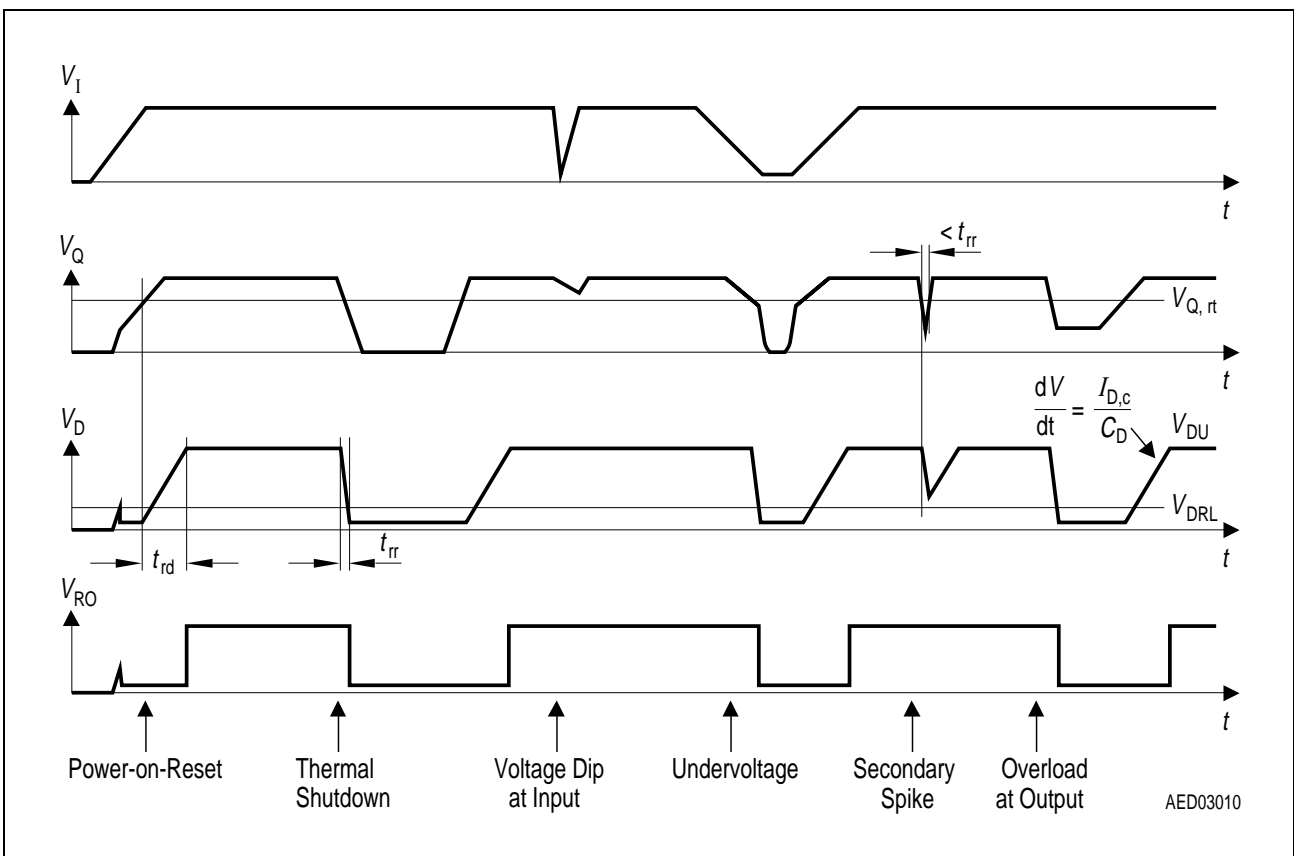 V_I
t
< t_rr
V_Q
V_Q, rt
t
dV/dt = I_D,c/C_D
V_D
V_DU
V_DRL
t_rd
t_rr
t
V_RO
t
Power-on-Reset
Thermal
Shutdown
Voltage Dip
at Input
Undervoltage
Secondary
Spike
Overload
at Output
AED03010